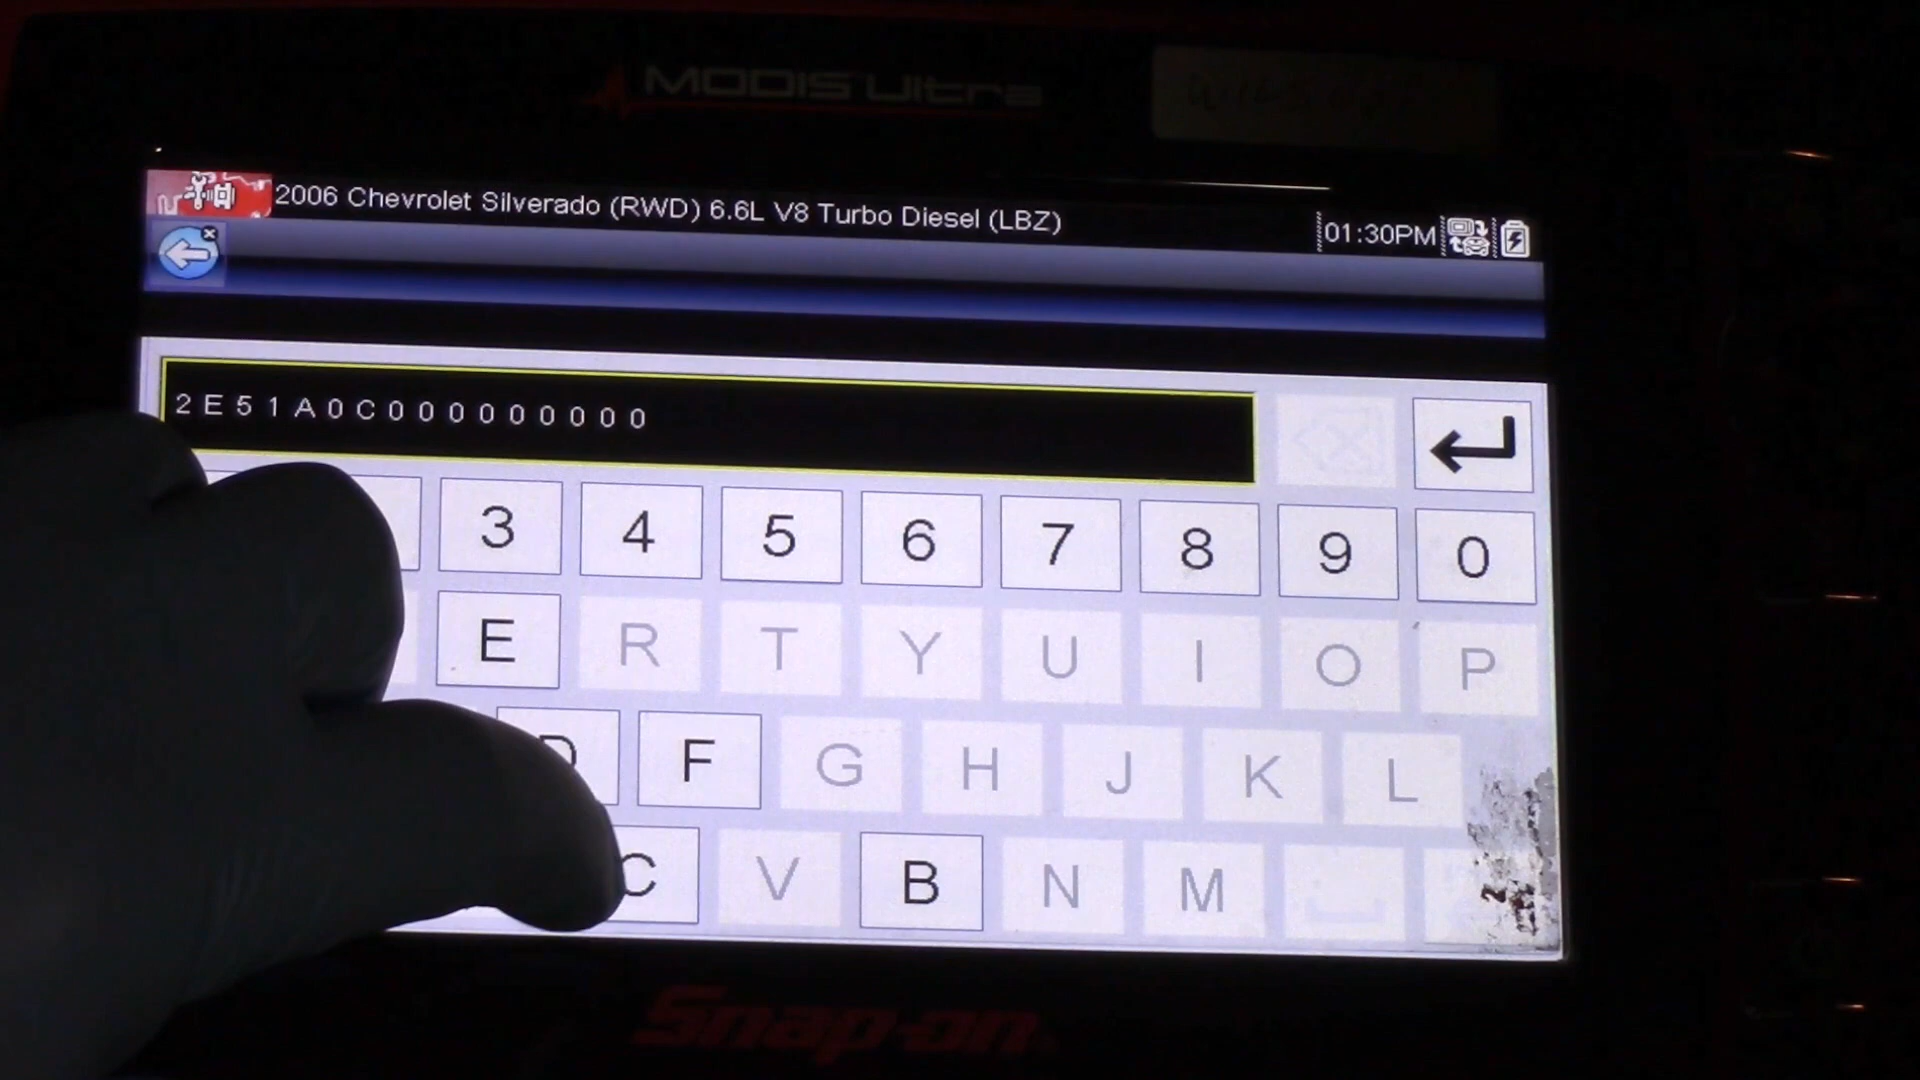 MODIS Ultra
2006 Chevrolet Silverado (RWD) 6.6L V8 Turbo Diesel (LBZ)
01:30PM
2E51A0C000000000
3 4 5 6 7 8 9 0
E R T Y U I O P
D F G H J K L
C V B N M
Snap-on